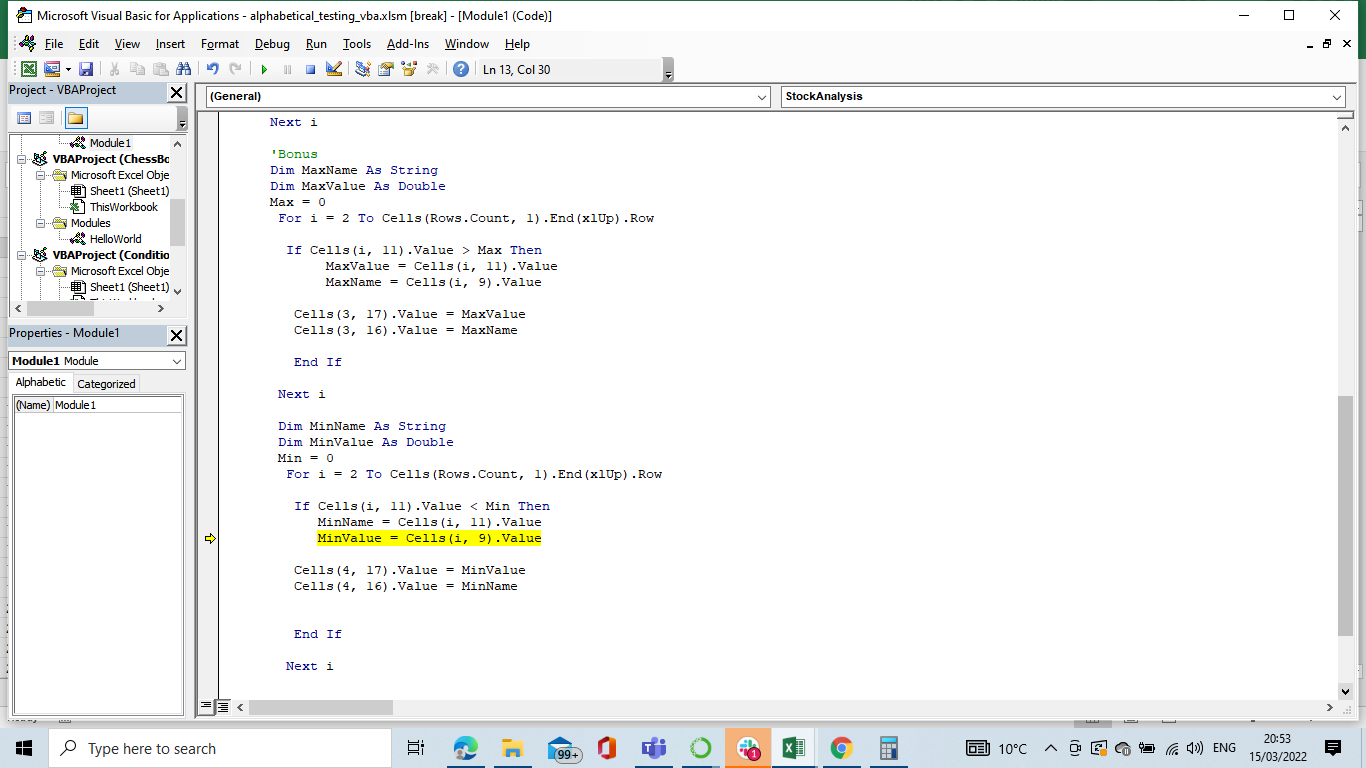 Microsoft Visual Basic for Applications - alphabetical_testing_vba.xlsm [break] - [Module1 (Code)]
File Edit View Insert Format Debug Run Tools Add-Ins Window Help
Ln 13, Col 30
Project - VBAProject
Module1
VBAProject (ChessBo
Microsoft Excel Obje
Sheet1 (Sheet1)
ThisWorkbook
Modules
HelloWorld
VBAProject (Conditio
Microsoft Excel Obje
Sheet1 (Sheet1)
Properties - Module1
Module1 Module
Alphabetic Categorized
(Name) Module1
(General) StockAnalysis
Next i
'Bonus
Dim MaxName As String
Dim MaxValue As Double
Max = 0
For i = 2 To Cells(Rows.Count, 1).End(xlUp).Row
If Cells(i, 11).Value > Max Then
MaxValue = Cells(i, 11).Value
MaxName = Cells(i, 9).Value
Cells(3, 17).Value = MaxValue
Cells(3, 16).Value = MaxName
End If
Next i
Dim MinName As String
Dim MinValue As Double
Min = 0
For i = 2 To Cells(Rows.Count, 1).End(xlUp).Row
If Cells(i, 11).Value < Min Then
MinName = Cells(i, 11).Value
MinValue = Cells(i, 9).Value
Cells(4, 17).Value = MinValue
Cells(4, 16).Value = MinName
End If
Next i
Type here to search
99+
1
10°C
ENG
20:53
15/03/2022